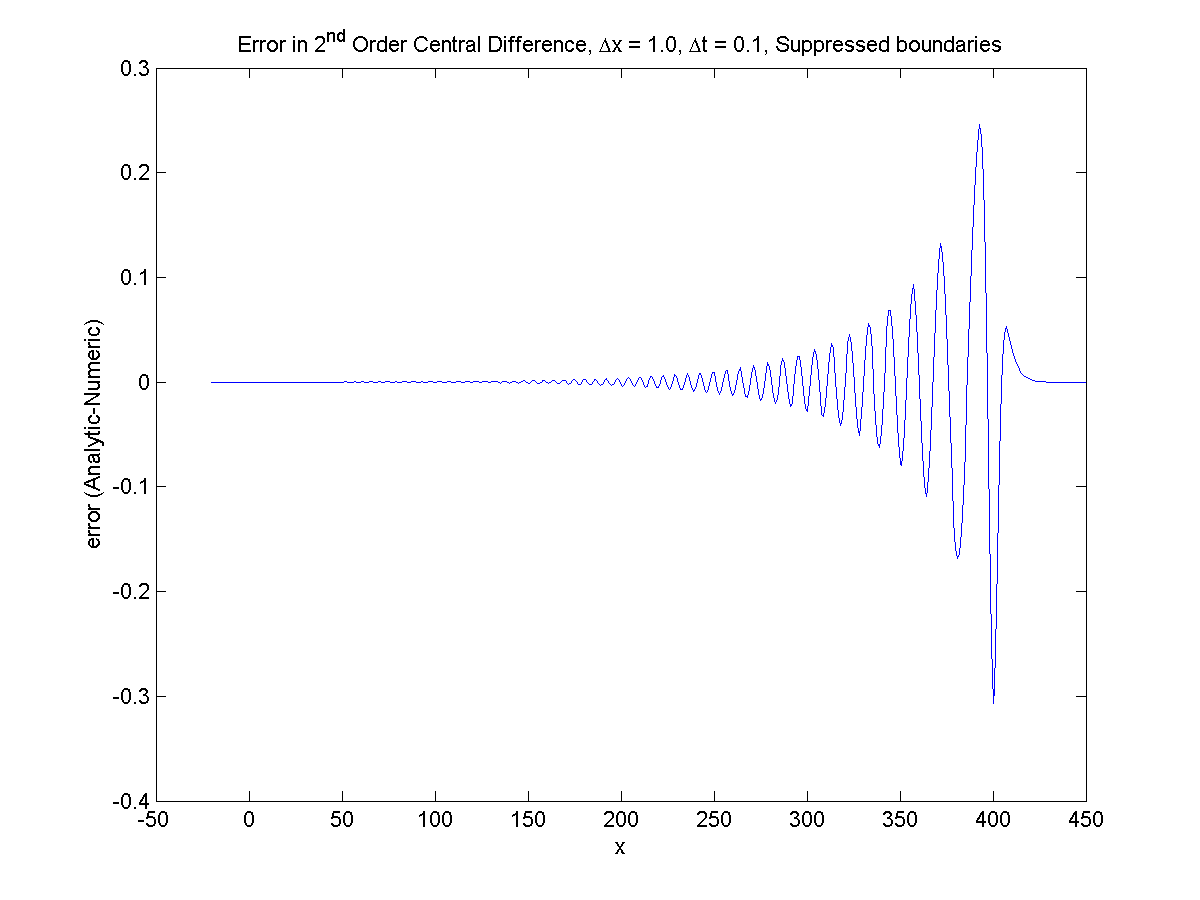 Error in 2nd Order Central Difference, Δx = 1.0, Δt = 0.1, Suppressed boundaries
0.3
0.2
0.1
0
-0.1
-0.2
-0.3
-0.4
error (Analytic-Numeric)
-50 0 50 100 150 200 250 300 350 400 450
x